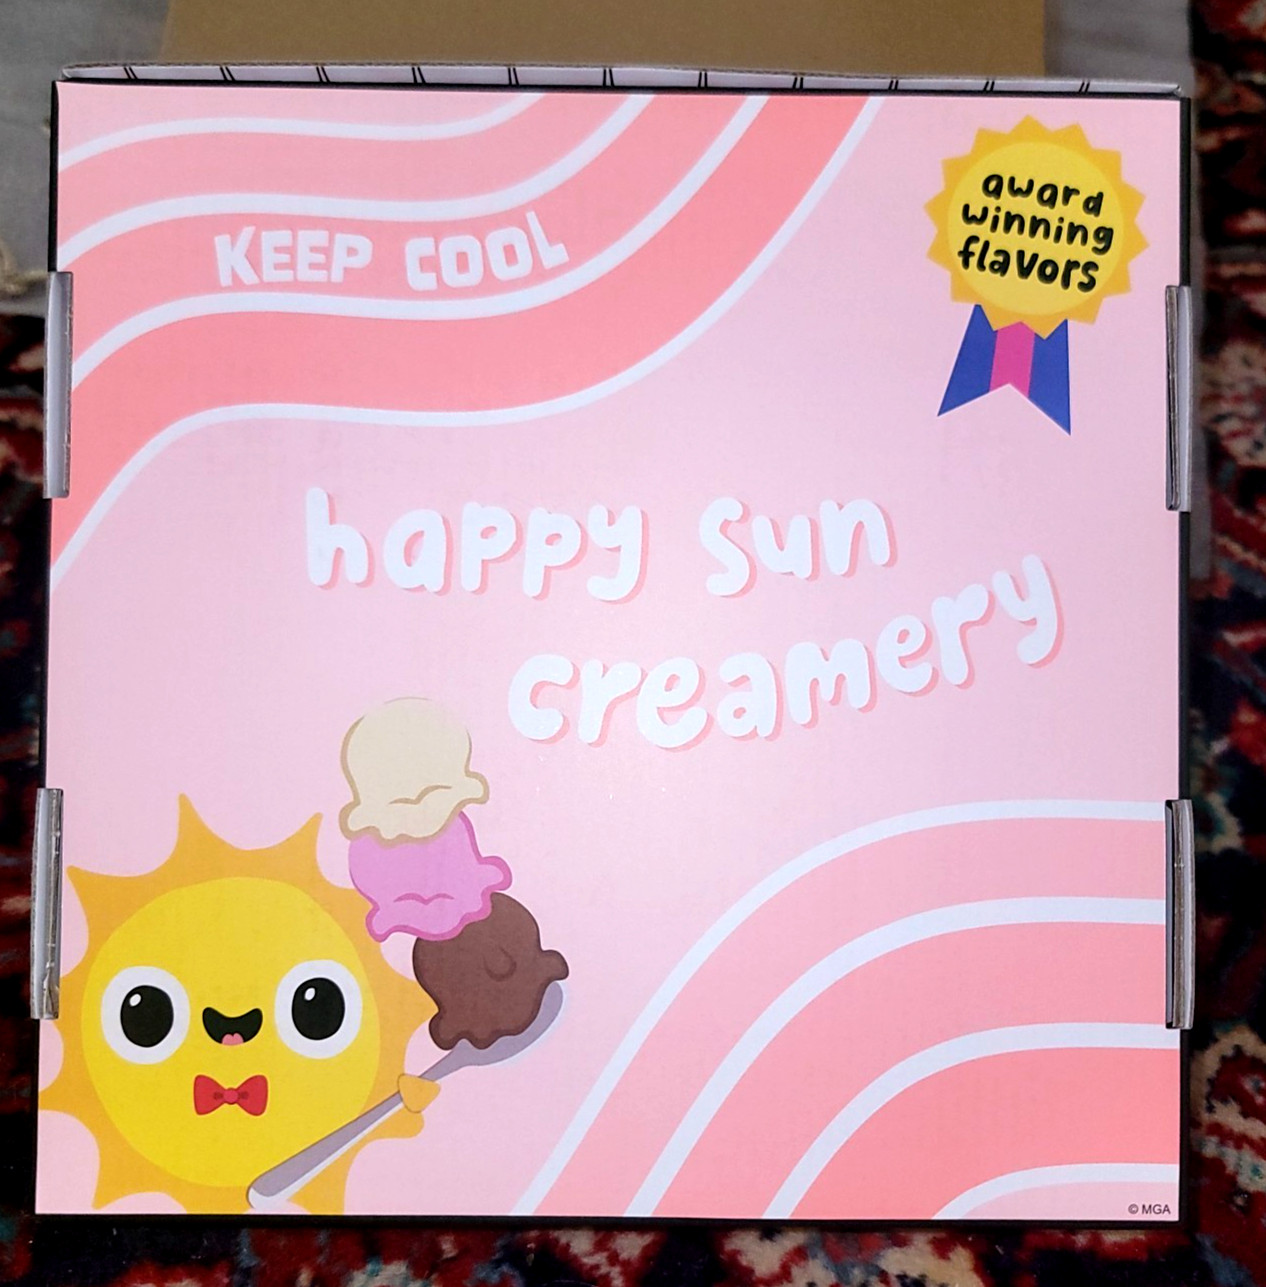 KEEP COOL
award
winning
flavors
happy sun
creamery
© MGA